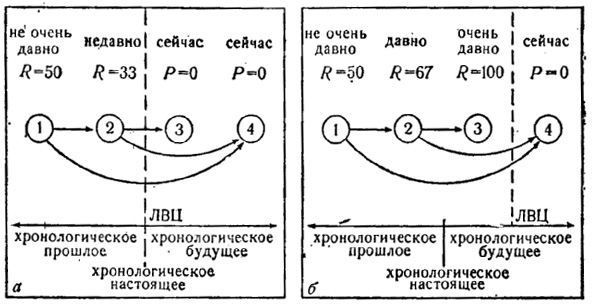 не очень давно
недавно
сейчас
сейчас
R=50
R=33
P=0
P=0
1
2
3
4
ЛВЦ
хронологическое прошлое
хронологическое будущее
хронологическое настоящее
а
не очень давно
давно
очень давно
сейчас
R=50
R=67
R=100
P=0
1
2
3
4
ЛВЦ
хронологическое прошлое
хронологическое будущее
хронологическое настоящее
б